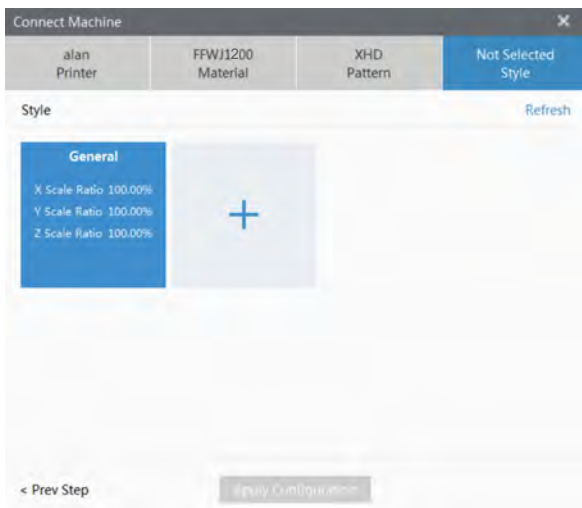 Connect Machine
alan
Printer
FFWJ1200
Material
XHD
Pattern
Not Selected
Style
Style
Refresh
General
X Scale Ratio 100.00%
Y Scale Ratio 100.00%
Z Scale Ratio 100.00%
< Prev Step
Apply Configuration